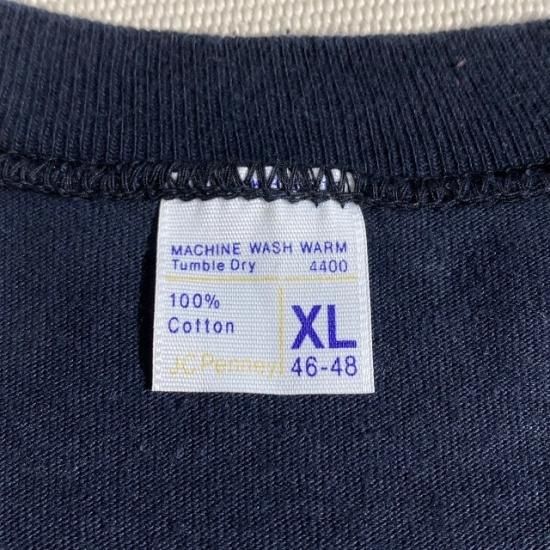 MACHINE WASH WARM
Tumble Dry 4400
100%
Cotton
XL
JCPenney
46-48